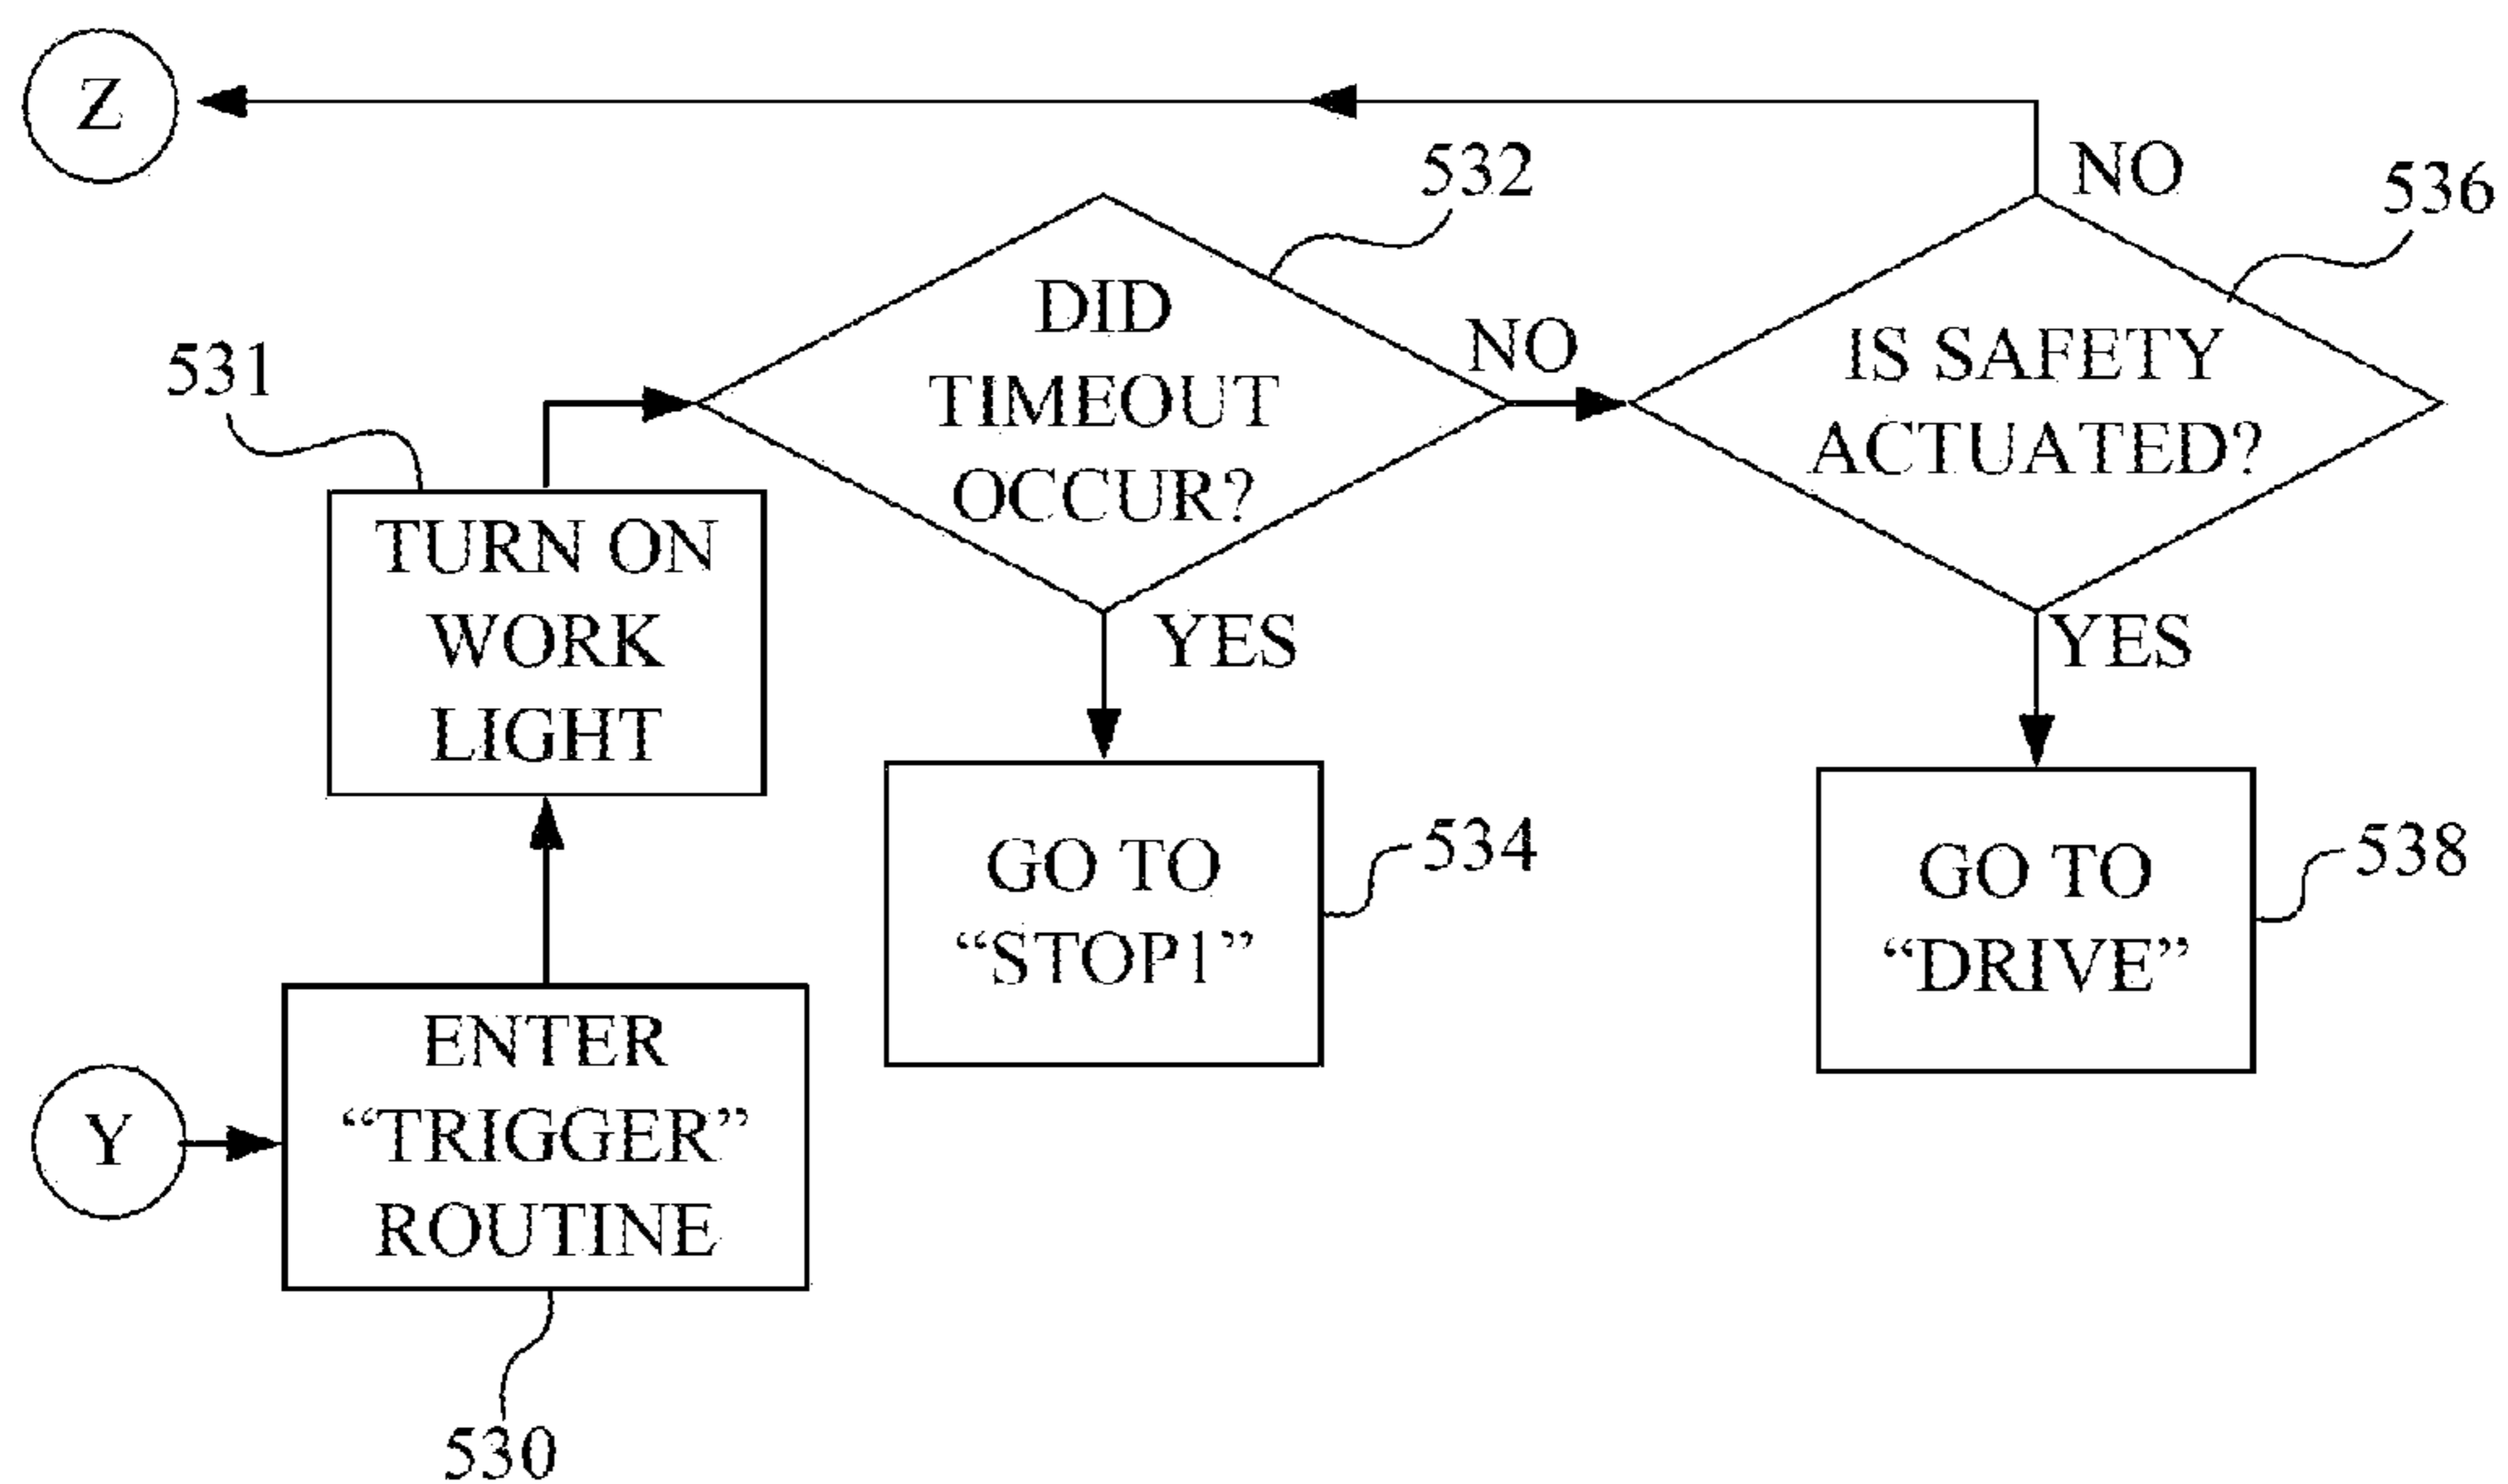 Z
532
NO
536
DID
TIMEOUT
OCCUR?
NO
IS SAFETY
ACTUATED?
531
TURN ON
WORK
LIGHT
YES
YES
GO TO
“STOP1”
534
GO TO
“DRIVE”
538
Y
ENTER
“TRIGGER”
ROUTINE
530